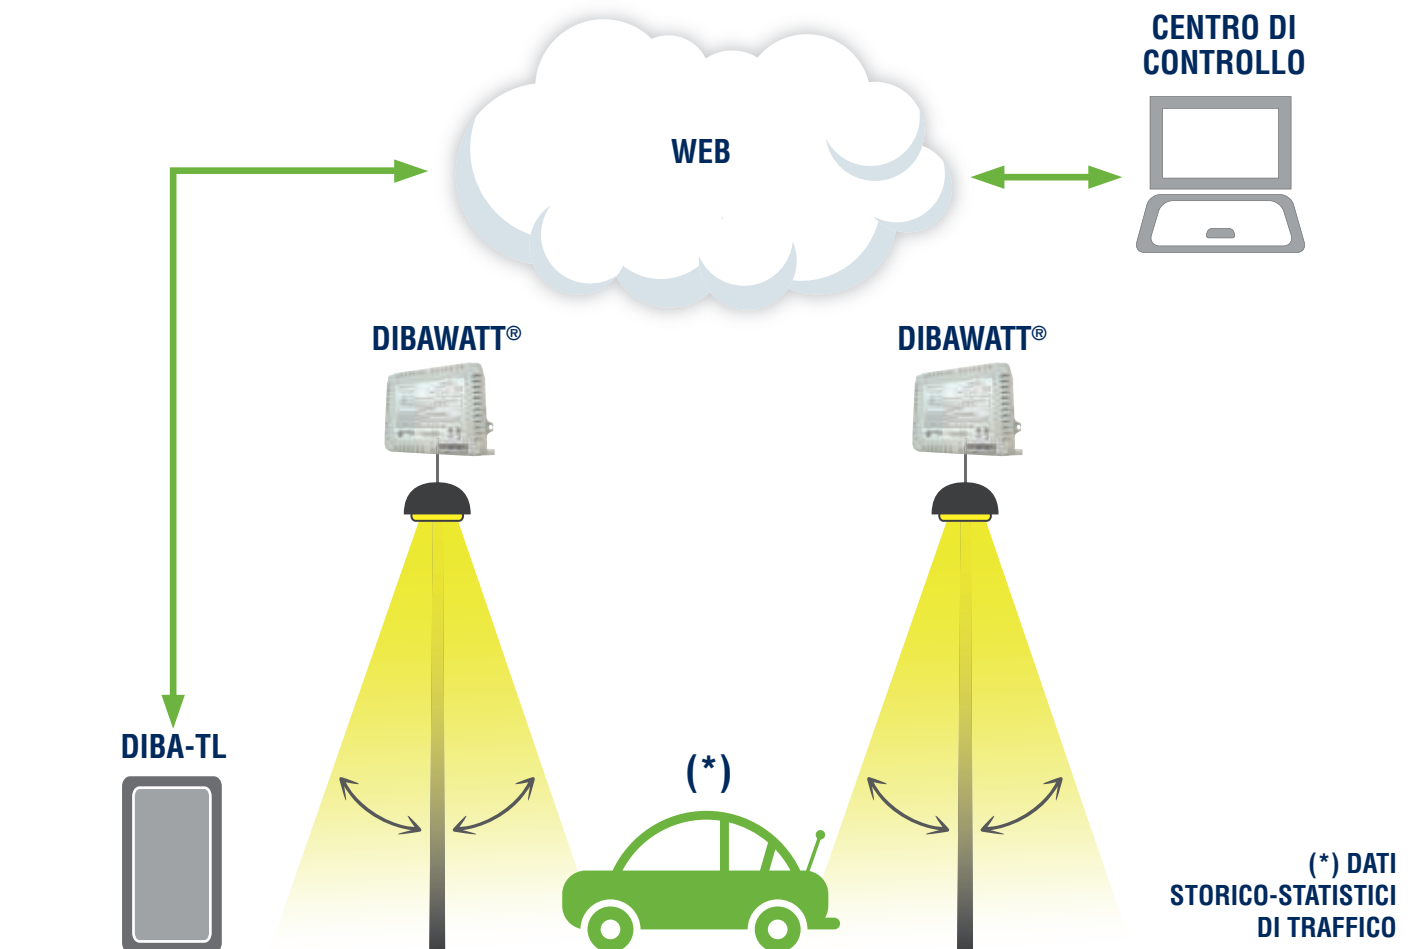 CENTRO DI
CONTROLLO
WEB
DIBAWATT®
DIBAWATT®
DIBA-TL
(*)
(*) DATI
STORICO-STATISTICI
DI TRAFFICO